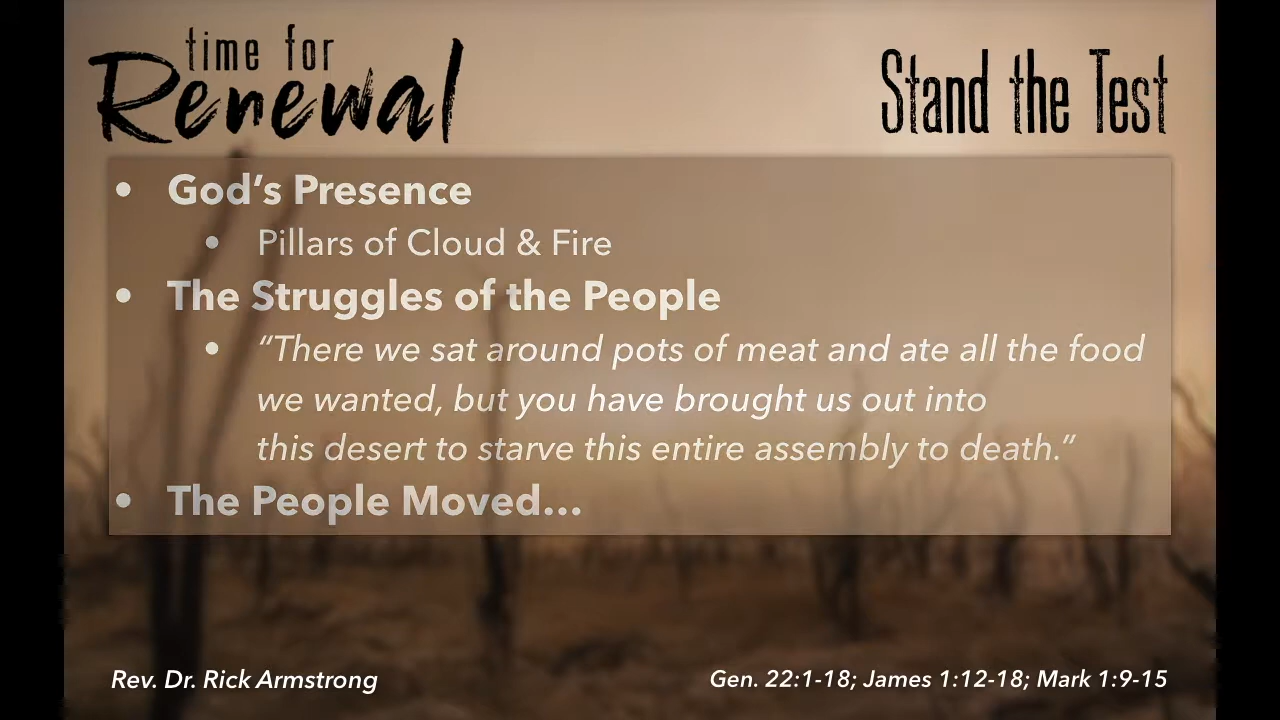 time for
Renewal
Stand the Test
• God’s Presence
• Pillars of Cloud & Fire
• The Struggles of the People
• “There we sat around pots of meat and ate all the food
we wanted, but you have brought us out into
this desert to starve this entire assembly to death.”
• The People Moved...
Rev. Dr. Rick Armstrong
Gen. 22:1-18; James 1:12-18; Mark 1:9-15